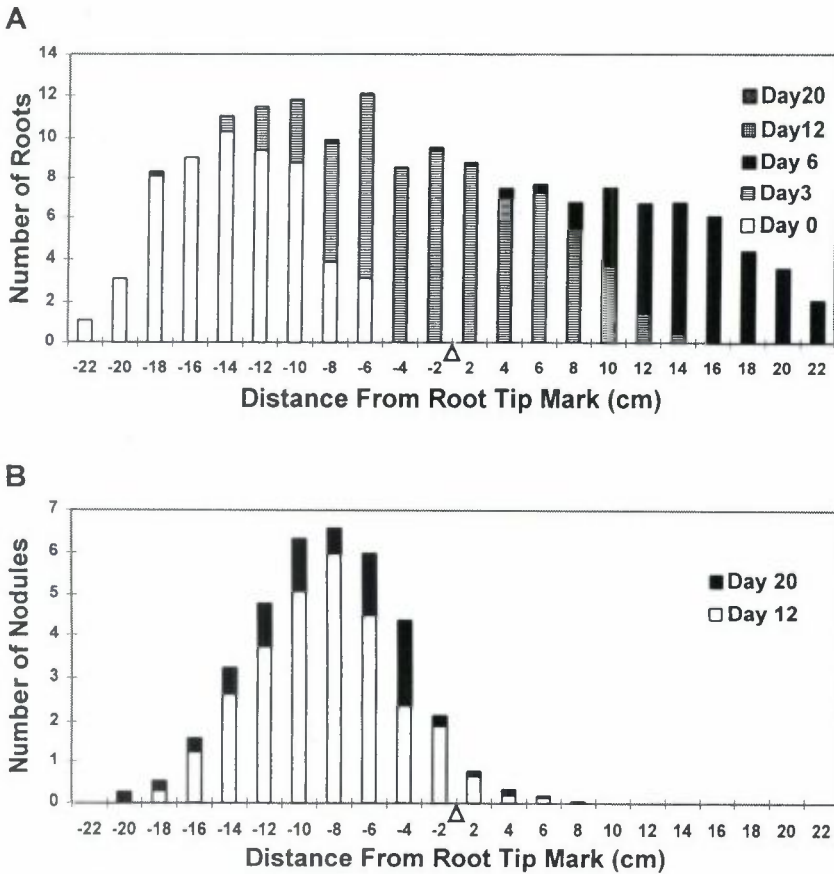 A
14
12
10
8
6
4
2
0
Number of Roots
Day20
Day12
Day 6
Day3
Day 0
-22 -20 -18 -16 -14 -12 -10 -8 -6 -4 -2 2 4 6 8 10 12 14 16 18 20 22
Distance From Root Tip Mark (cm)
B
7
6
5
4
3
2
1
0
Number of Nodules
Day 20
Day 12
-22 -20 -18 -16 -14 -12 -10 -8 -6 -4 -2 2 4 6 8 10 12 14 16 18 20 22
Distance From Root Tip Mark (cm)